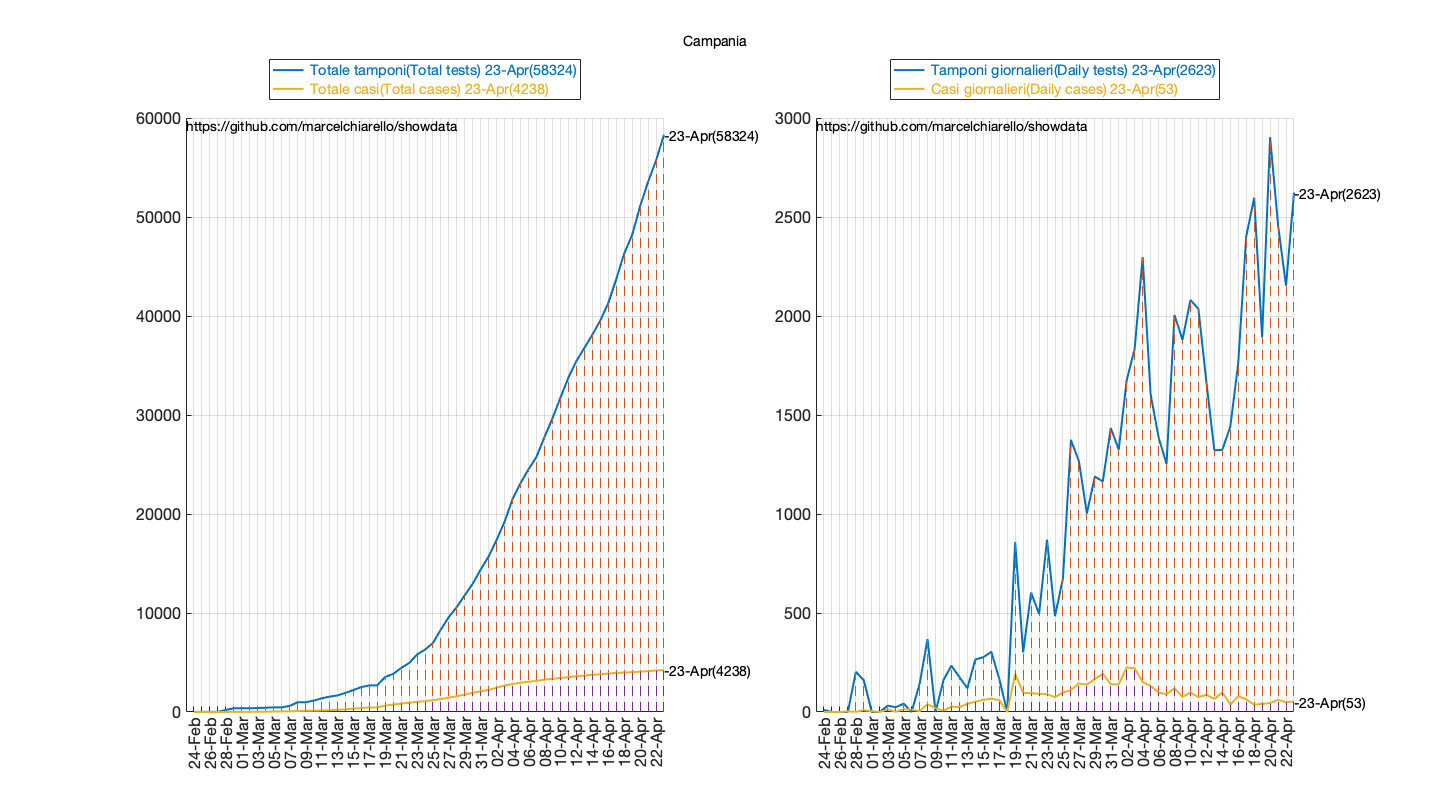 Campania
Totale tamponi(Total tests) 23-Apr(58324)
Totale casi(Total cases) 23-Apr(4238)
https://github.com/marcelchiarello/showdata
60000
50000
40000
30000
20000
10000
0
-23-Apr(58324)
-23-Apr(4238)
24-Feb
26-Feb
28-Feb
01-Mar
03-Mar
05-Mar
07-Mar
09-Mar
11-Mar
13-Mar
15-Mar
17-Mar
19-Mar
21-Mar
23-Mar
25-Mar
27-Mar
29-Mar
31-Mar
02-Apr
04-Apr
06-Apr
08-Apr
10-Apr
12-Apr
14-Apr
16-Apr
18-Apr
20-Apr
22-Apr
Tamponi giornalieri(Daily tests) 23-Apr(2623)
Casi giornalieri(Daily cases) 23-Apr(53)
https://github.com/marcelchiarello/showdata
3000
2500
2000
1500
1000
500
0
-23-Apr(2623)
-23-Apr(53)
24-Feb
26-Feb
28-Feb
01-Mar
03-Mar
05-Mar
07-Mar
09-Mar
11-Mar
13-Mar
15-Mar
17-Mar
19-Mar
21-Mar
23-Mar
25-Mar
27-Mar
29-Mar
31-Mar
02-Apr
04-Apr
06-Apr
08-Apr
10-Apr
12-Apr
14-Apr
16-Apr
18-Apr
20-Apr
22-Apr